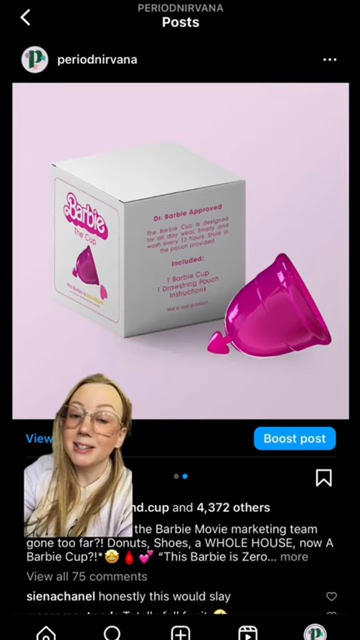 PERIODNIRVANA
Posts
periodnirvana
Barbie
The Cup
Dr. Barbie Approved
The Barbie Cup is designed
for all day wear. Empty and
wash every 12 hours. Store in
the pouch provided.
Included:
1 Barbie Cup
1 Drawstring Pouch
Instructions
View
Boost post
nd.cup and 4,372 others
the Barbie Movie marketing team
gone too far?! Donuts, Shoes, a WHOLE HOUSE, now A
Barbie Cup?!*🤩🩸💕 “This Barbie is Zero... more
View all 75 comments
sienachanel honestly this would slay